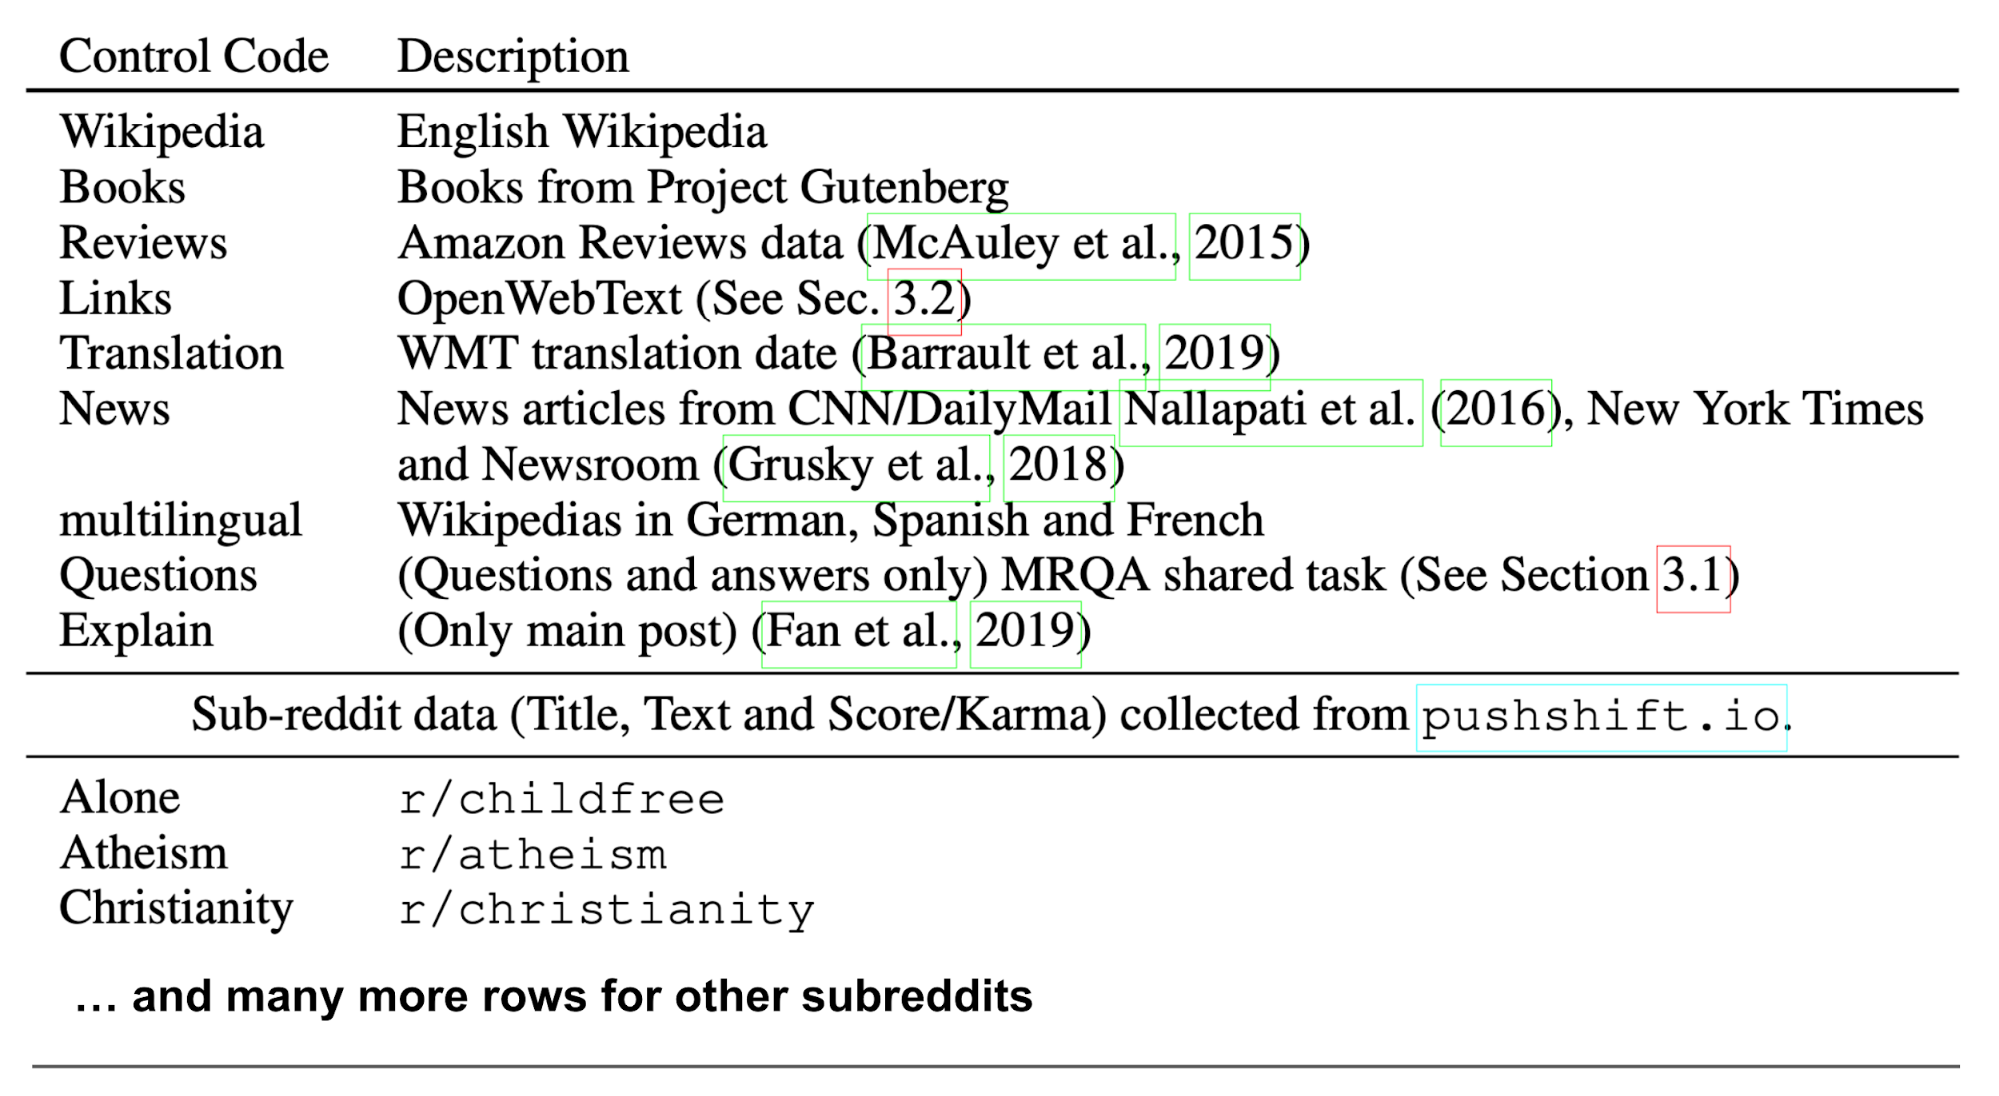 Control Code Description
Wikipedia English Wikipedia
Books Books from Project Gutenberg
Reviews Amazon Reviews data (McAuley et al., 2015)
Links OpenWebText (See Sec. 3.2)
Translation WMT translation date (Barrault et al., 2019)
News News articles from CNN/DailyMail Nallapati et al. (2016), New York Times
and Newsroom (Grusky et al., 2018)
multilingual Wikipedias in German, Spanish and French
Questions (Questions and answers only) MRQA shared task (See Section 3.1)
Explain (Only main post) (Fan et al., 2019)
Sub-reddit data (Title, Text and Score/Karma) collected from pushshift.io.
Alone r/childfree
Atheism r/atheism
Christianity r/christianity
… and many more rows for other subreddits